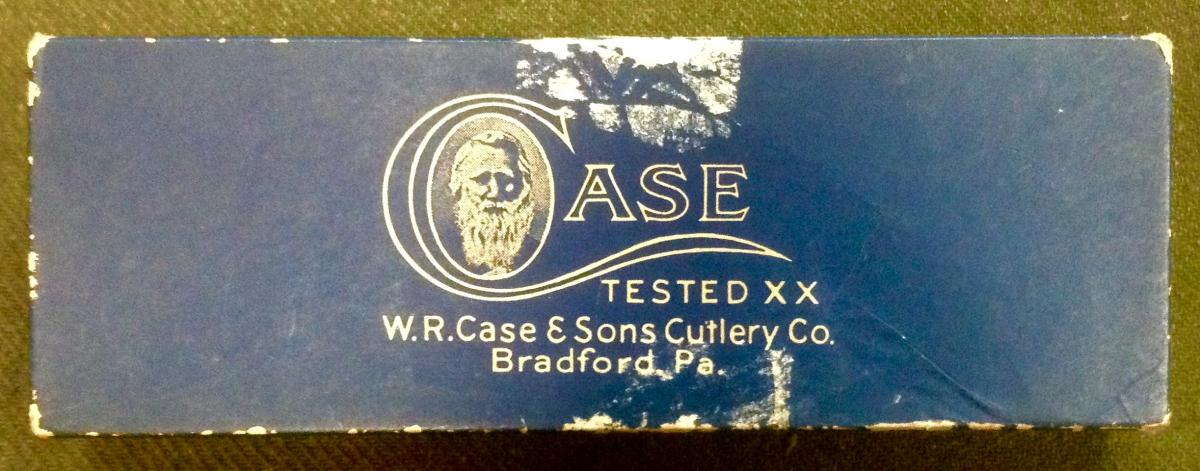 CASE
TESTED XX
W.R.Case & Sons Cutlery Co.
Bradford, Pa.